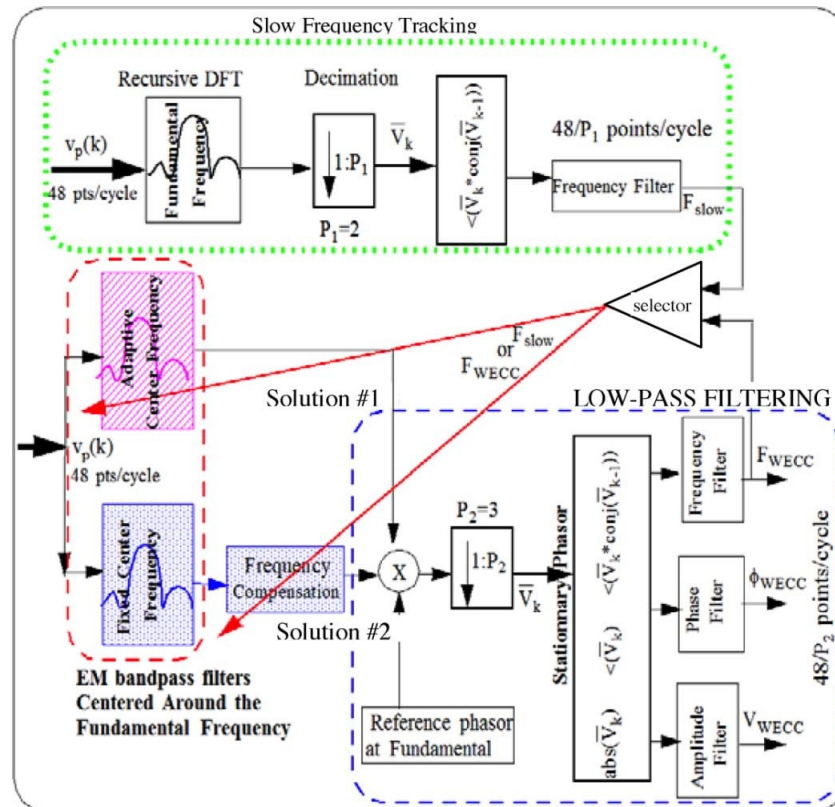 Slow Frequency Tracking
Recursive DFT
Decimation
v_p(k)
48 pts/cycle
Fundamental
Frequency
1:P_1
P_1=2
V̅_k
<(V̅_k*conj(V̅_{k-1}))
48/P_1 points/cycle
Frequency Filter
F_slow
selector
Adaptive
Center Frequency
F_slow
or
F_WECC
Solution #1
LOW-PASS FILTERING
v_p(k)
48 pts/cycle
Fixed Center
Frequency
Frequency
Compensation
Solution #2
X
P_2=3
1:P_2
V̅_k
Reference phasor
at Fundamental
Stationnary Phasor
abs(V̅_k) <(V̅_k) <(V̅_k*conj(V̅_{k-1}))
Frequency
Filter
F_WECC
Phase
Filter
ϕ_WECC
Amplitude
Filter
V_WECC
48/P_2 points/cycle
EM bandpass filters
Centered Around the
Fundamental Frequency